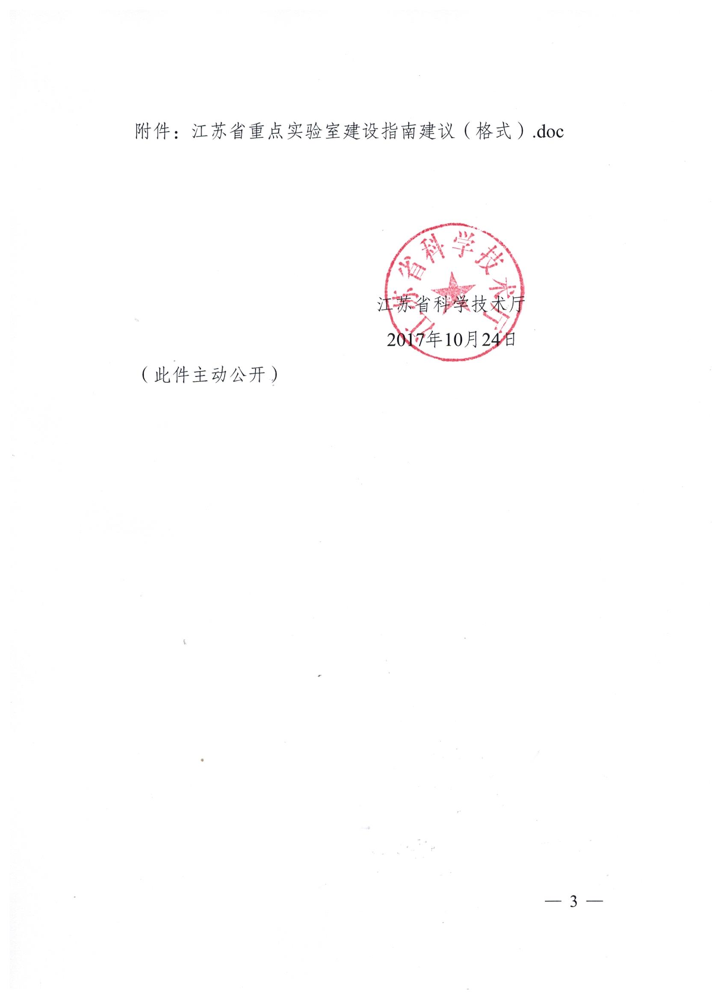 附件：江苏省重点实验室建设指南建议（格式）.doc
江苏省科学技术厅
江苏省科学技术厅
2017年10月24日
（此件主动公开）
— 3 —